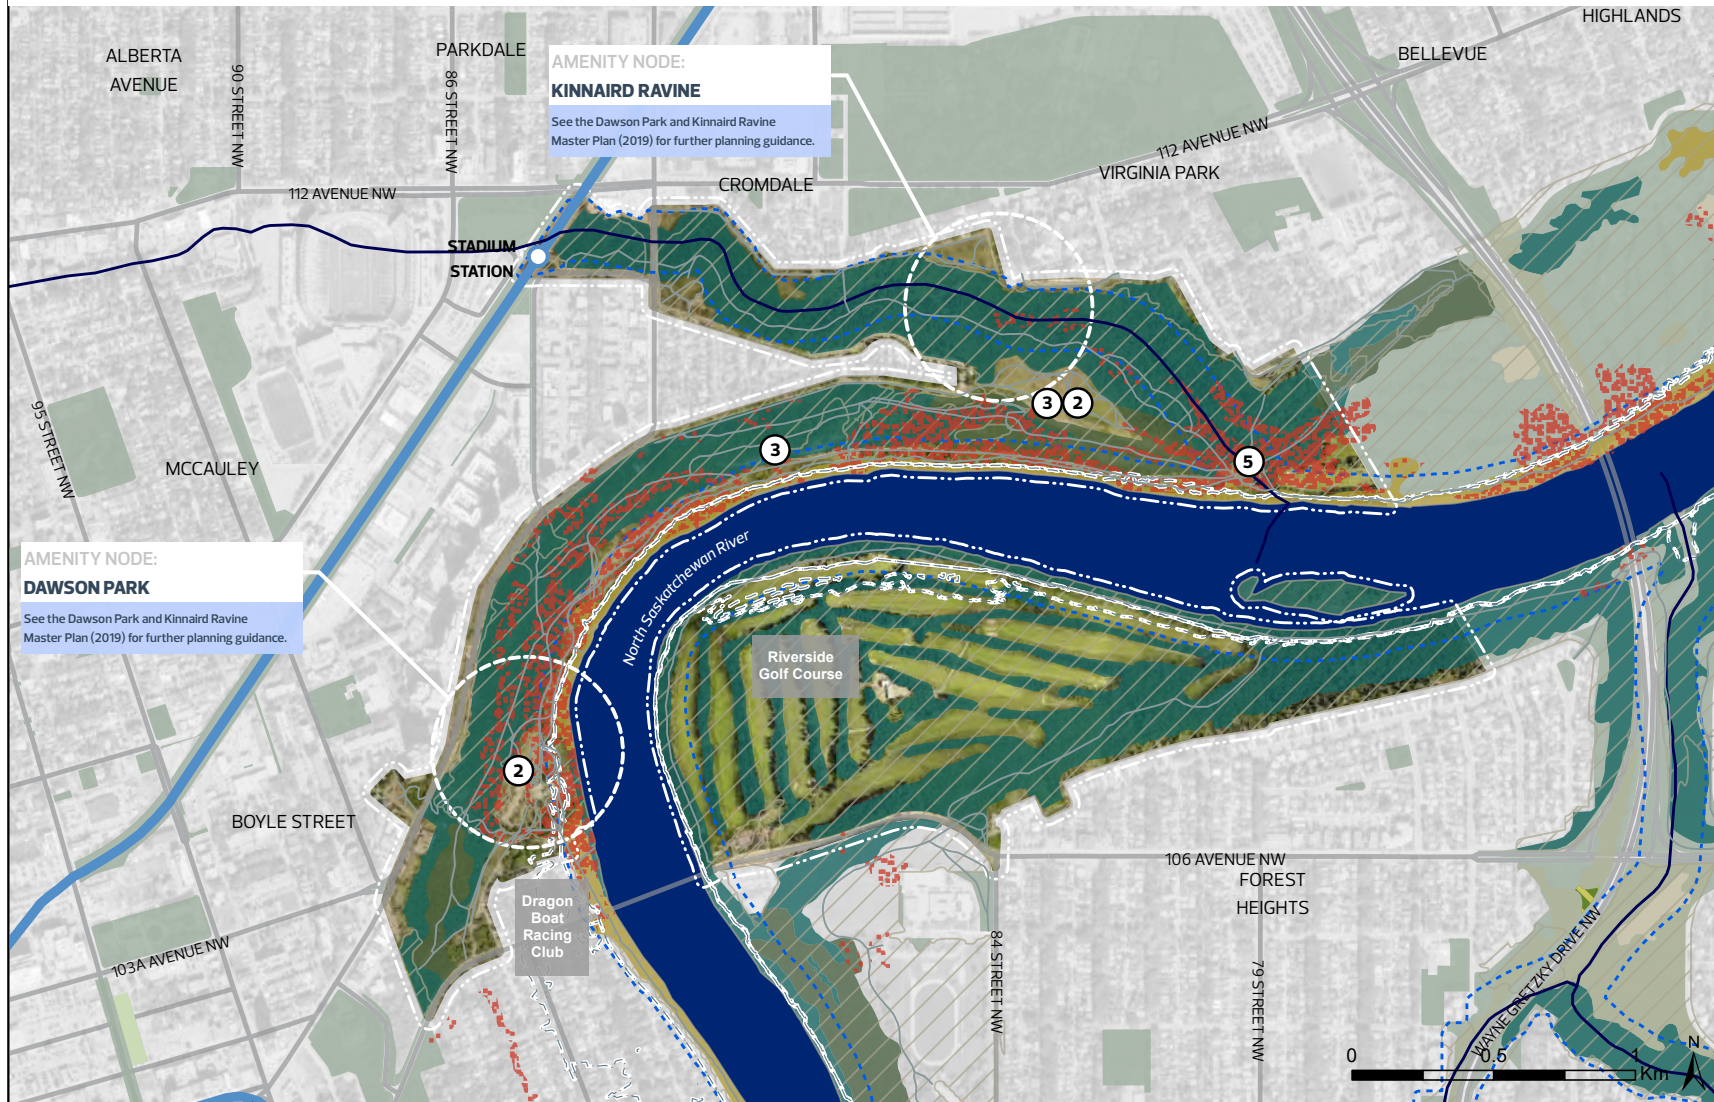 HIGHLANDS
ALBERTA
AVENUE
PARKDALE
BELLEVUE
90 STREET NW
86 STREET NW
AMENITY NODE:
KINNAIRD RAVINE
See the Dawson Park and Kinnaird Ravine
Master Plan (2019) for further planning guidance.
112 AVENUE NW
VIRGINIA PARK
CROMDALE
112 AVENUE NW
STADIUM
STATION
3
2
3
5
95 STREET NW
MCCAULEY
North Saskatchewan River
AMENITY NODE:
DAWSON PARK
See the Dawson Park and Kinnaird Ravine
Master Plan (2019) for further planning guidance.
Riverside
Golf Course
2
BOYLE STREET
106 AVENUE NW
FOREST
HEIGHTS
Dragon
Boat
Racing
Club
103A AVENUE NW
84 STREET NW
79 STREET NW
WAYNE GRETZKY DRIVE NW
N
0
0.5
1
Km